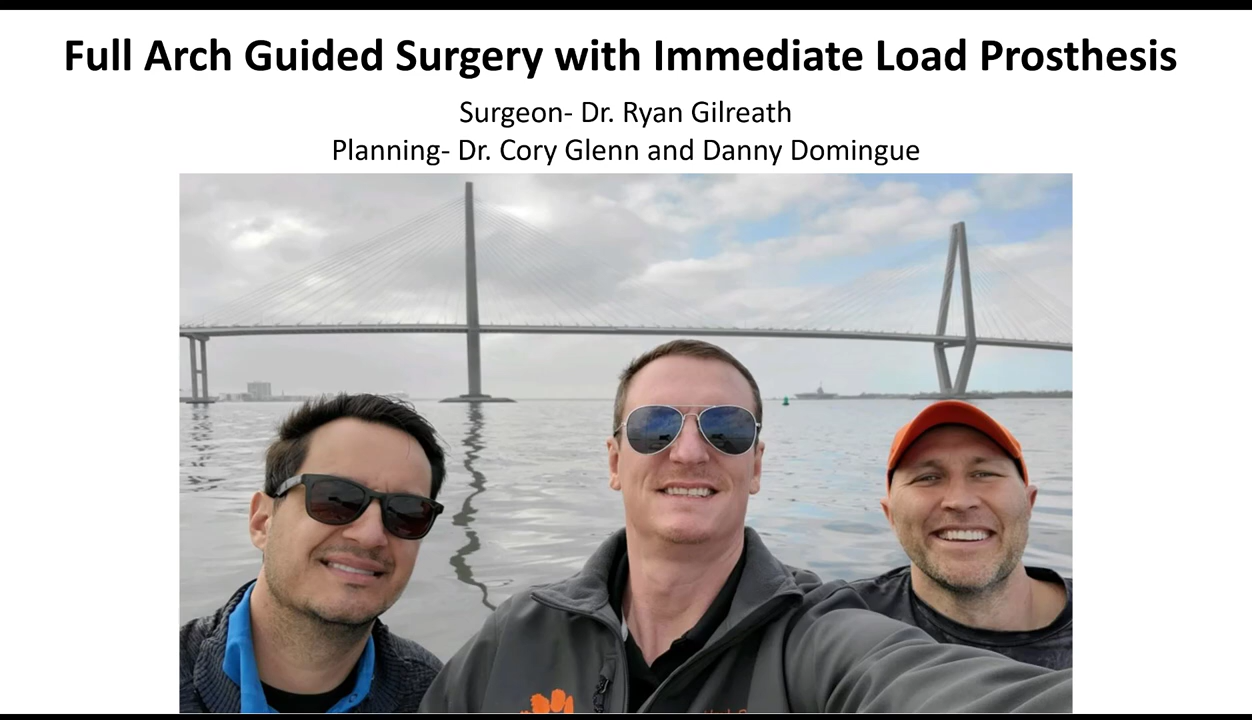 Full Arch Guided Surgery with Immediate Load Prosthesis
Surgeon- Dr. Ryan Gilreath
Planning- Dr. Cory Glenn and Danny Domingue